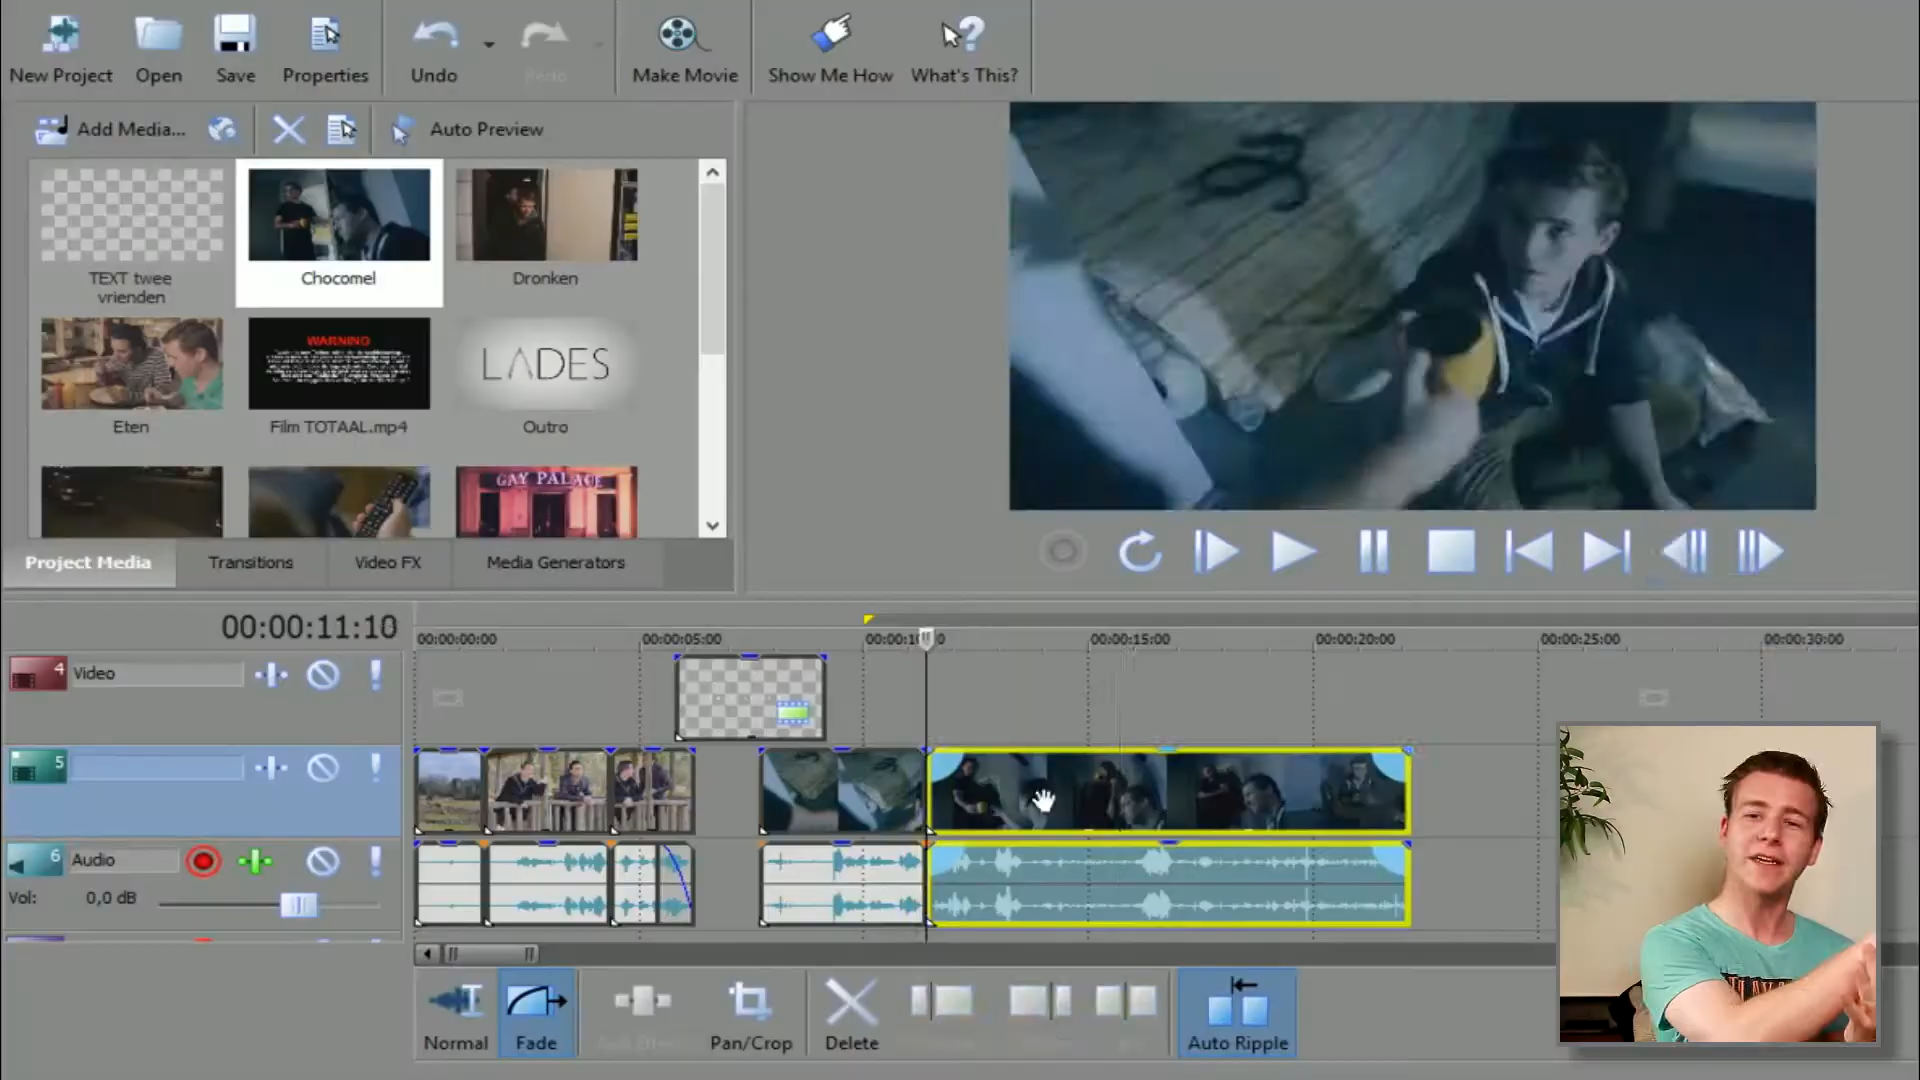 New Project
Open
Save
Properties
Undo
Redo
Make Movie
Show Me How
What's This?
Add Media...
Auto Preview
TEXT twee
vrienden
Chocomel
Dronken
WARNING
LADES
Eten
Film TOTAAL.mp4
Outro
GAY PALACE
Project Media
Transitions
Video FX
Media Generators
00:00:11:10
00:00:00:00
00:00:05:00
00:00:15:00
00:00:20:00
00:00:25:00
00:00:30:00
4
Video
5
6
Audio
Vol:
0,0 dB
Normal
Fade
Pan/Crop
Delete
Auto Ripple